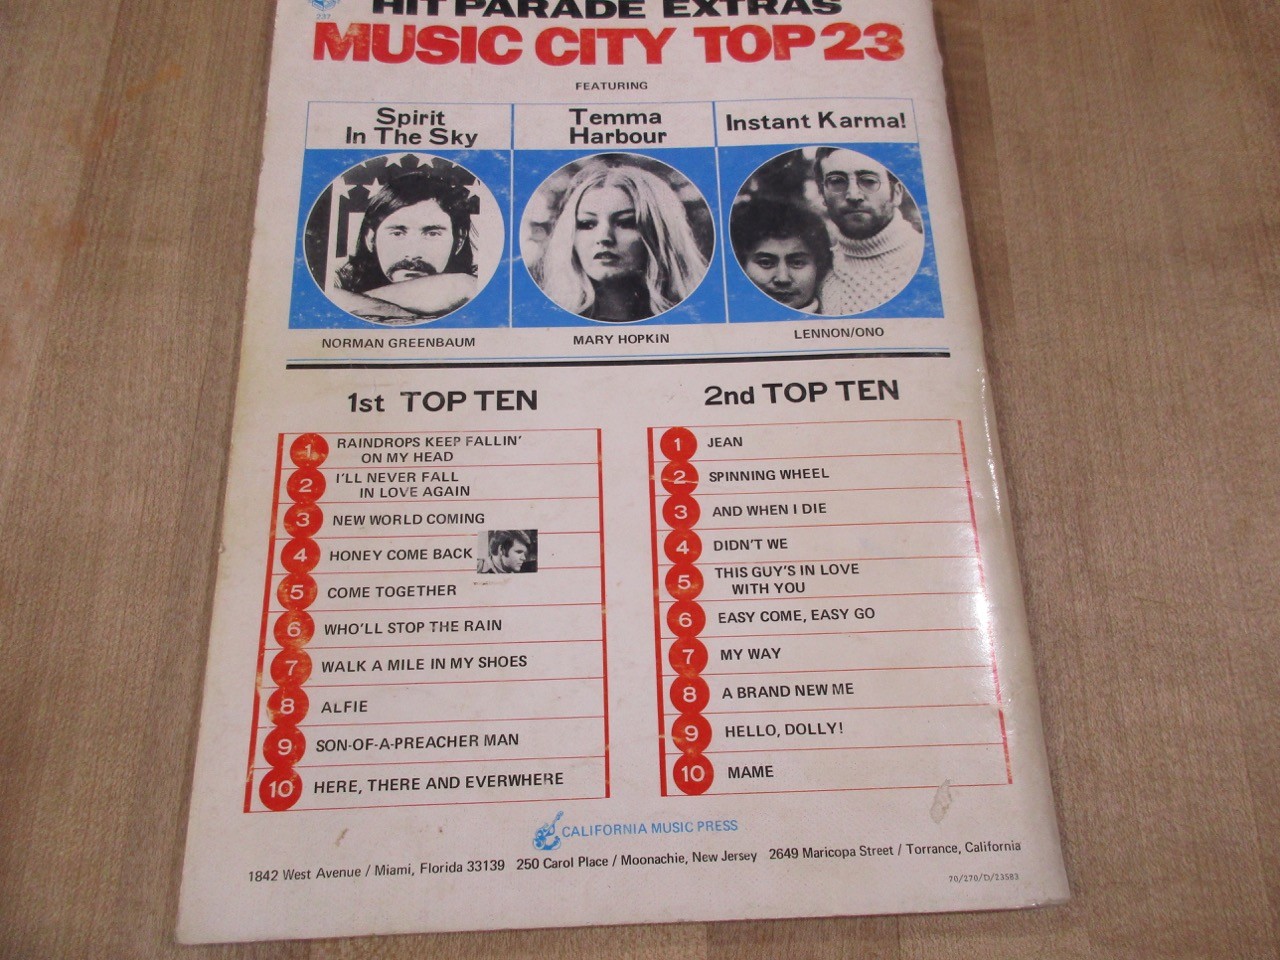 237
HIT PARADE EXTRAS
MUSIC CITY TOP 23
FEATURING
Spirit
In The Sky
Temma
Harbour
Instant Karma!
NORMAN GREENBAUM
MARY HOPKIN
LENNON/ONO
1st TOP TEN
1 RAINDROPS KEEP FALLIN'
ON MY HEAD
2 I'LL NEVER FALL
IN LOVE AGAIN
3 NEW WORLD COMING
4 HONEY COME BACK
5 COME TOGETHER
6 WHO'LL STOP THE RAIN
7 WALK A MILE IN MY SHOES
8 ALFIE
9 SON-OF-A-PREACHER MAN
10 HERE, THERE AND EVERWHERE
2nd TOP TEN
1 JEAN
2 SPINNING WHEEL
3 AND WHEN I DIE
4 DIDN'T WE
5 THIS GUY'S IN LOVE
WITH YOU
6 EASY COME, EASY GO
7 MY WAY
8 A BRAND NEW ME
9 HELLO, DOLLY!
10 MAME
CALIFORNIA MUSIC PRESS
1842 West Avenue / Miami, Florida 33139 250 Carol Place / Moonachie, New Jersey 2649 Maricopa Street / Torrance, California
70/270/D/23583